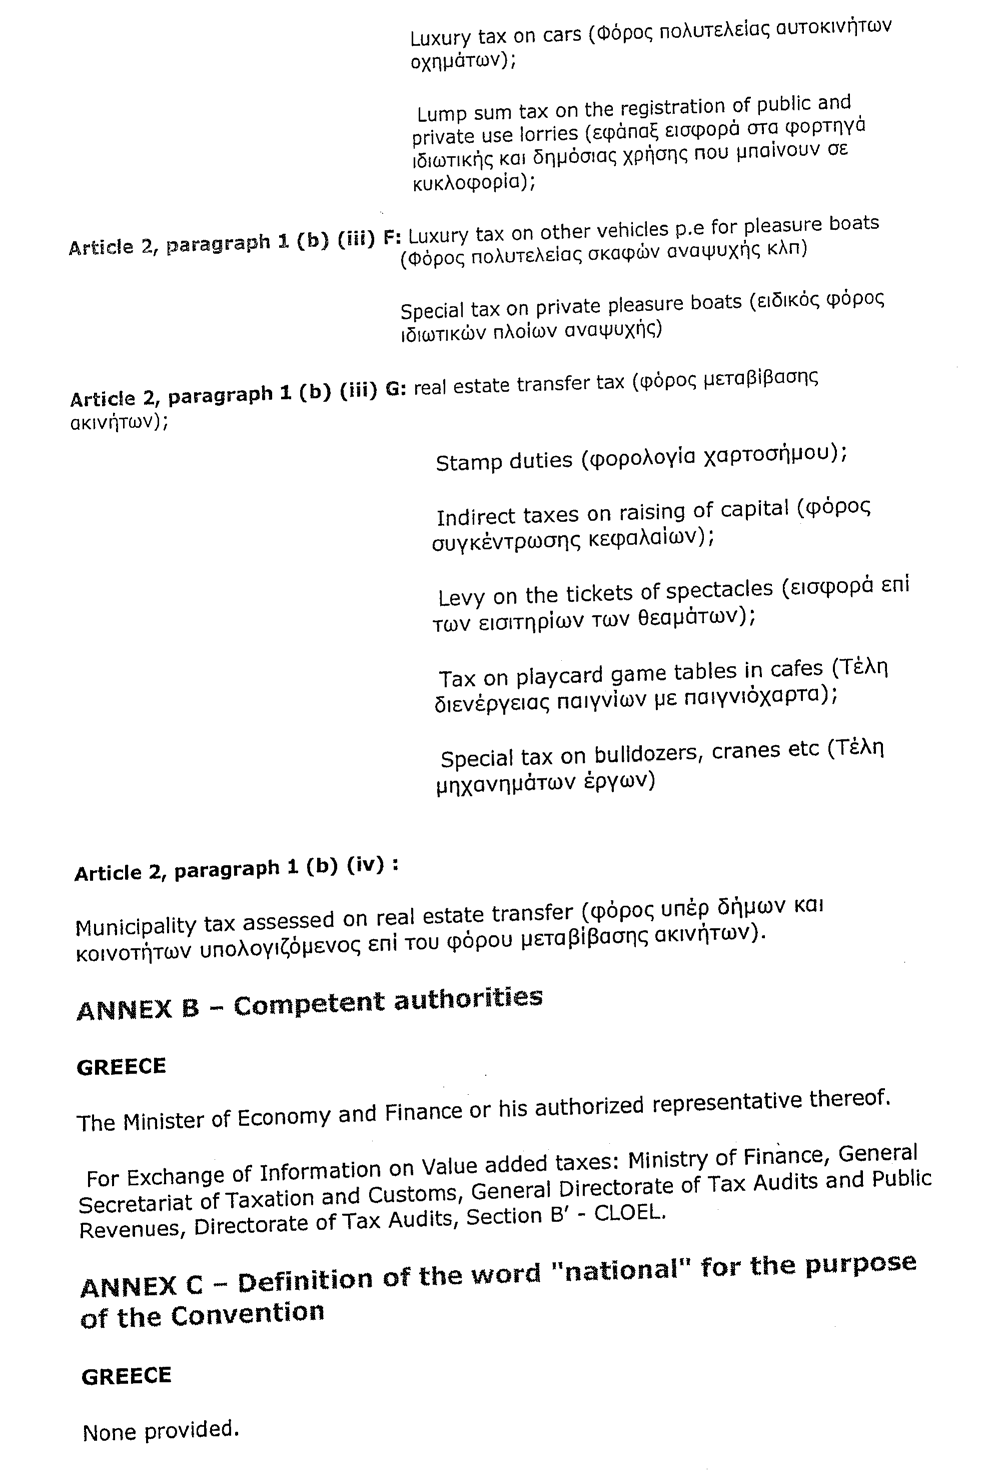 Luxury tax on cars (Φόρος πολυτελείας αυτοκινήτων
οχημάτων);
Lump sum tax on the registration of public and
private use lorries (εφάπαξ εισφορά στα φορτηγά
ιδιωτικής και δημόσιας χρήσης που μπαίνουν σε
κυκλοφορία);
Article 2, paragraph 1 (b) (iii) F: Luxury tax on other vehicles p.e for pleasure boats
(Φόρος πολυτελείας σκαφών αναψυχής κλπ)
Special tax on private pleasure boats (ειδικός φόρος
ιδιωτικών πλοίων αναψυχής)
Article 2, paragraph 1 (b) (iii) G: real estate transfer tax (φόρος μεταβίβασης
ακινήτων);
Stamp duties (φορολογία χαρτοσήμου);
Indirect taxes on raising of capital (φόρος
συγκέντρωσης κεφαλαίων);
Levy on the tickets of spectacles (εισφορά επί
των εισιτηρίων των θεαμάτων);
Tax on playcard game tables in cafes (Τέλη
διενέργειας παιγνίων με παιγνιόχαρτα);
Special tax on bulldozers, cranes etc (Τέλη
μηχανημάτων έργων)
Article 2, paragraph 1 (b) (iv) :
Municipality tax assessed on real estate transfer (φόρος υπέρ δήμων και
κοινοτήτων υπολογιζόμενος επί του φόρου μεταβίβασης ακινήτων).
ANNEX B – Competent authorities
GREECE
The Minister of Economy and Finance or his authorized representative thereof.
For Exchange of Information on Value added taxes: Ministry of Finance, General
Secretariat of Taxation and Customs, General Directorate of Tax Audits and Public
Revenues, Directorate of Tax Audits, Section B’ - CLOEL.
ANNEX C – Definition of the word "national" for the purpose
of the Convention
GREECE
None provided.